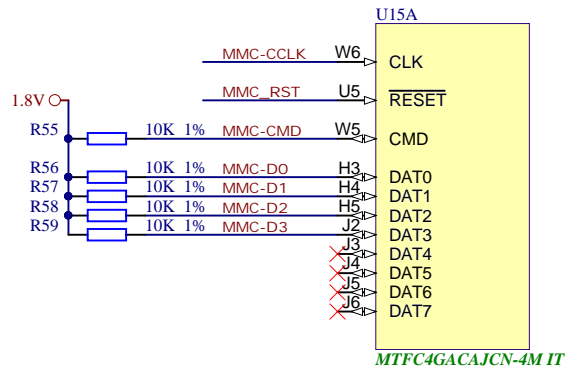 U15A
MMC-CCLK W6 CLK
MMC_RST U5 RESET
1.8V
R55 10K 1% MMC-CMD W5 CMD
R56 10K 1% MMC-D0 H3 DAT0
R57 10K 1% MMC-D1 H4 DAT1
R58 10K 1% MMC-D2 H5 DAT2
R59 10K 1% MMC-D3 J2 DAT3
J3 DAT4
J4 DAT5
J5 DAT6
J6 DAT7
MTFC4GACAJCN-4M IT